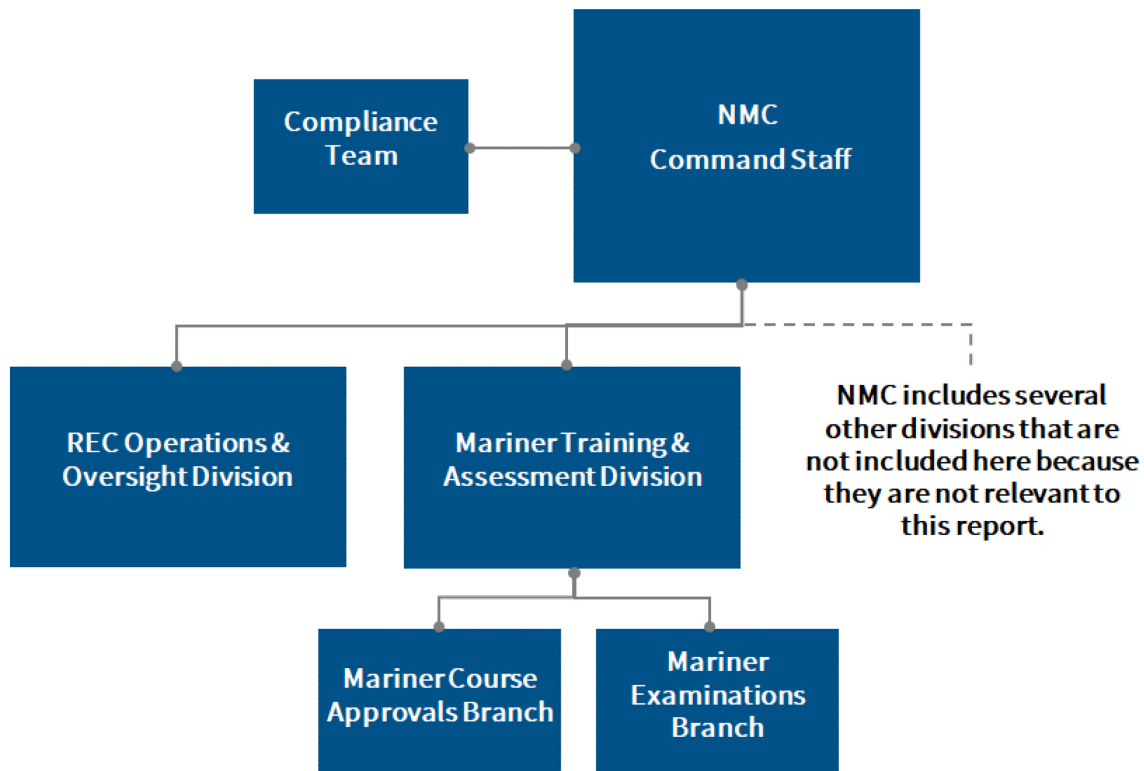 Compliance
Team
NMC
Command Staff
REC Operations &
Oversight Division
Mariner Training &
Assessment Division
NMC includes several
other divisions that are
not included here because
they are not relevant to
this report.
Mariner Course
Approvals Branch
Mariner
Examinations
Branch